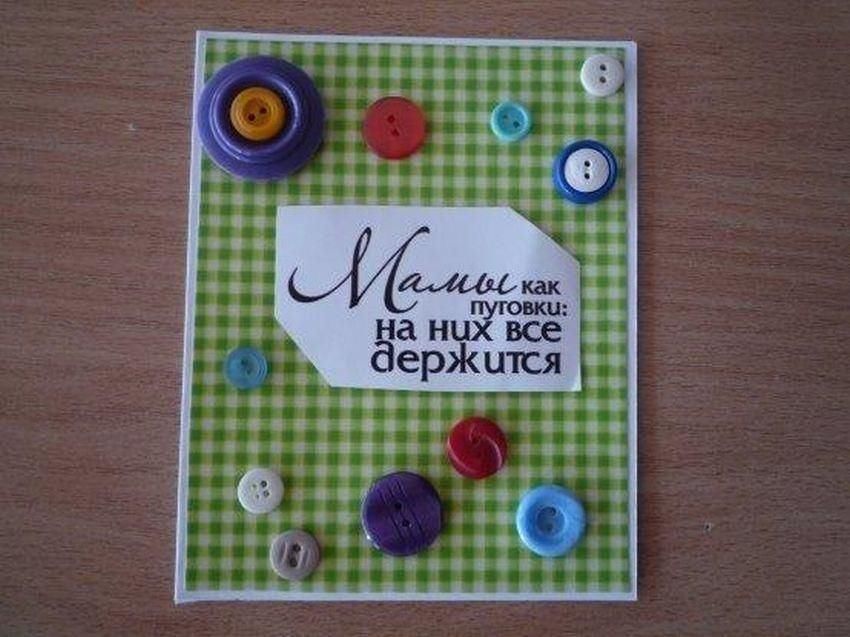 Мамы как
пуговки:
на них все
держится